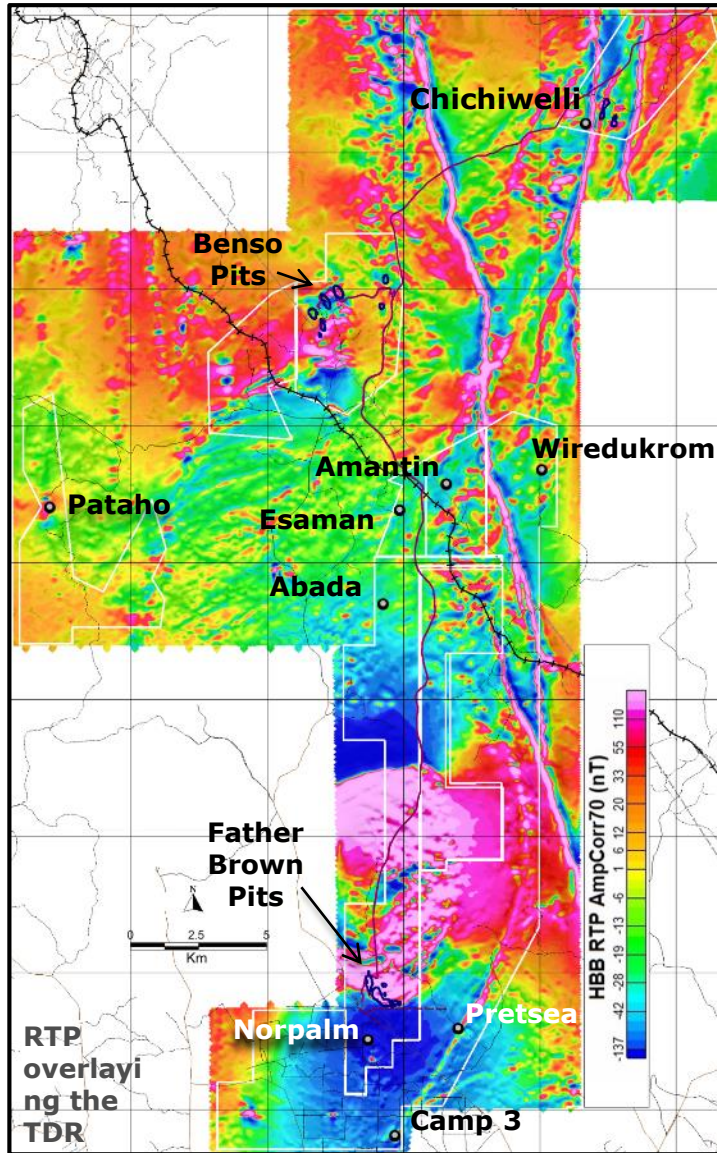 Chichiwelli
Benso
Pits
Wiredukrom
Amantin
Pataho
Esaman
Abada
Father
Brown
Pits
0 2.5 5
Km
Norpalm
Pretsea
Camp 3
RTP
overlayi
ng the
TDR
110
55
33
20
12
6
1
-6
-13
-19
-28
-42
-137
HBB RTP AmpCorr70 (nT)